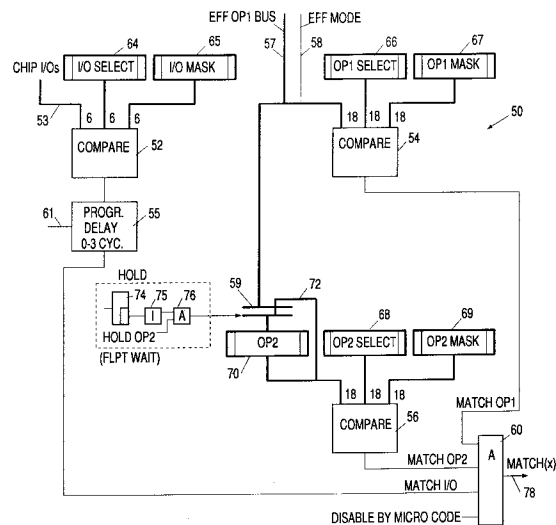 EFF OP1 BUS
EFF MODE
64
65
57
58
66
67
CHIP I/Os
I/O SELECT
I/O MASK
OP1 SELECT
OP1 MASK
53
6
6
6
18
18
18
50
COMPARE
52
COMPARE
54
61
PROGR.
DELAY
0-3 CYC.
55
HOLD
74
75
76
59
72
I
A
HOLD OP2
(FLPT WAIT)
OP2
70
68
69
OP2 SELECT
OP2 MASK
18
18
18
COMPARE
56
MATCH OP1
60
A
MATCH OP2
MATCH(x)
78
MATCH I/O
DISABLE BY MICRO CODE